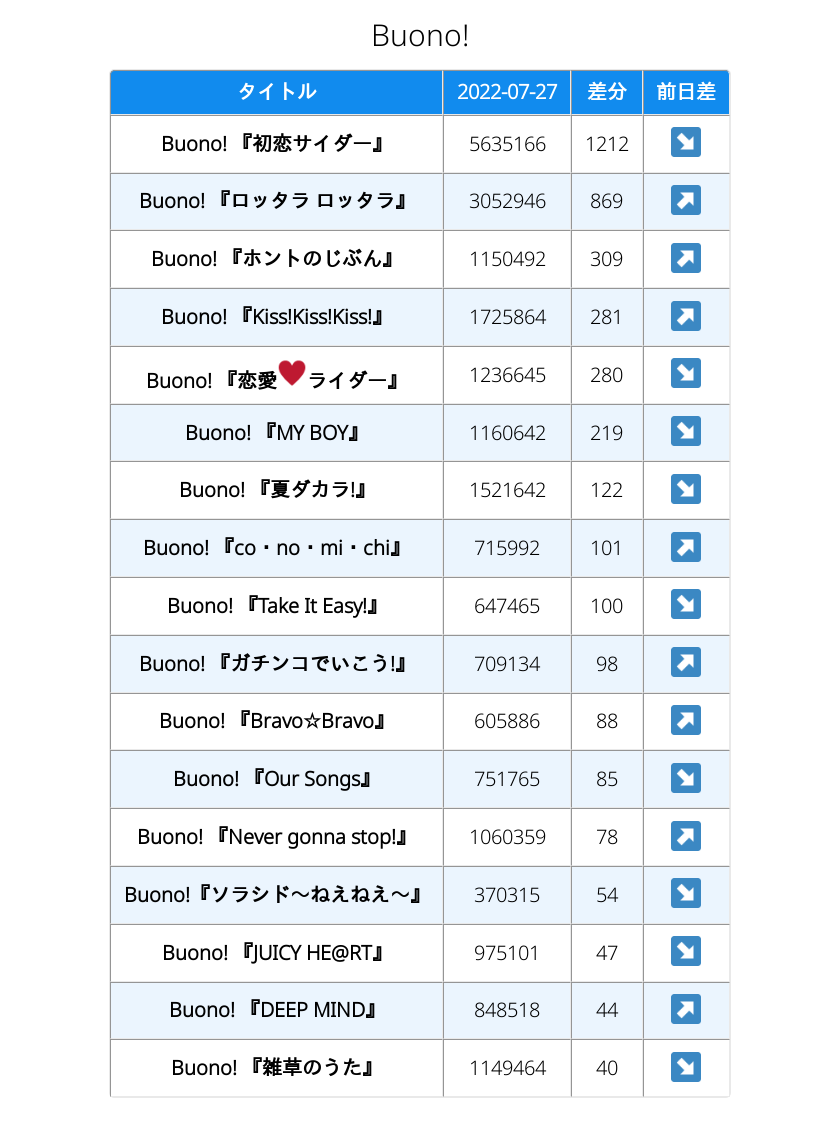 Buono!
タイトル 2022-07-27 差分 前日差
Buono! 『初恋サイダー』 5635166 1212 ↘
Buono! 『ロッタラ ロッタラ』 3052946 869 ↗
Buono! 『ホントのじぶん』 1150492 309 ↗
Buono! 『Kiss!Kiss!Kiss!』 1725864 281 ↗
Buono! 『恋愛♥ライダー』 1236645 280 ↘
Buono! 『MY BOY』 1160642 219 ↘
Buono! 『夏ダカラ!』 1521642 122 ↘
Buono! 『co・no・mi・chi』 715992 101 ↗
Buono! 『Take It Easy!』 647465 100 ↘
Buono! 『ガチンコでいこう!』 709134 98 ↗
Buono! 『Bravo☆Bravo』 605886 88 ↗
Buono! 『Our Songs』 751765 85 ↘
Buono! 『Never gonna stop!』 1060359 78 ↗
Buono!『ソラシド〜ねえねえ〜』 370315 54 ↘
Buono! 『JUICY HE@RT』 975101 47 ↘
Buono! 『DEEP MIND』 848518 44 ↗
Buono! 『雑草のうた』 1149464 40 ↘